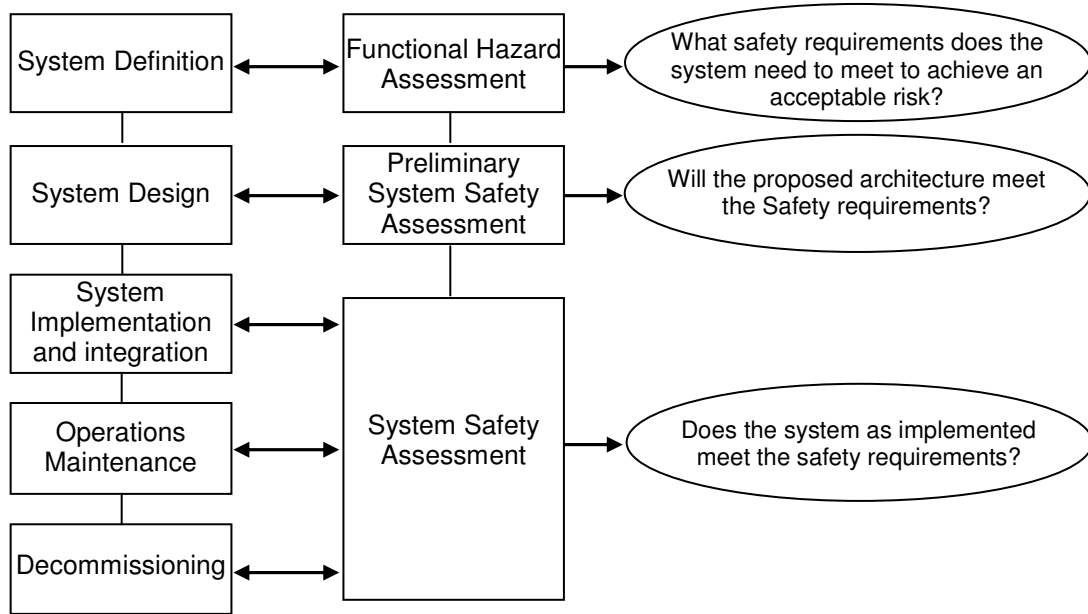 System Definition
Functional Hazard
Assessment
What safety requirements does the
system need to meet to achieve an
acceptable risk?
System Design
Preliminary
System Safety
Assessment
Will the proposed architecture meet
the Safety requirements?
System
Implementation
and integration
Operations
Maintenance
Decommissioning
System Safety
Assessment
Does the system as implemented
meet the safety requirements?